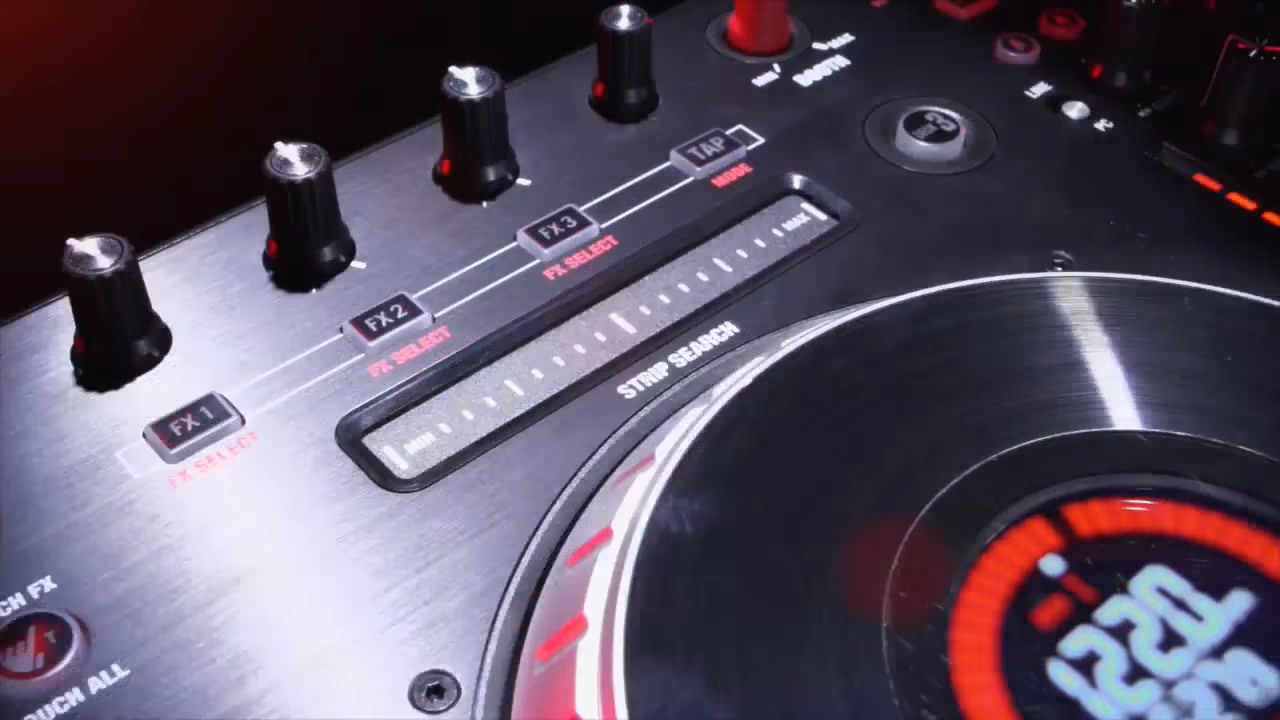 MAX
MIN
BOOTH
LINE
PC
TAP
MODE
FX 3
FX SELECT
FX 2
FX SELECT
FX 1
FX SELECT
MAX
MIN
STRIP SEARCH
CH FX
OUCH ALL